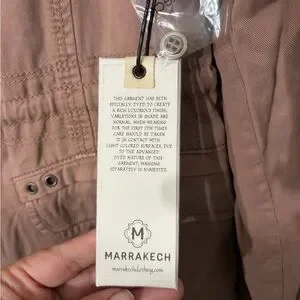 THIS GARMENT HAS BEEN
SPECIALLY DYED TO CREATE
A RICH LUXURIOUS FINISH.
VARIATIONS IN SHADE ARE
NORMAL. WHEN WEARING
FOR THE FIRST FEW TIMES
CARE SHOULD BE TAKEN
IF IN CONTACT WITH
LIGHT COLORED SURFACES. DUE
TO THE ADVANCED
DYED NATURE OF THIS
GARMENT, WASHING
SEPARATELY IS SUGGESTED.
M
MARRAKECH
marrakechclothing.com